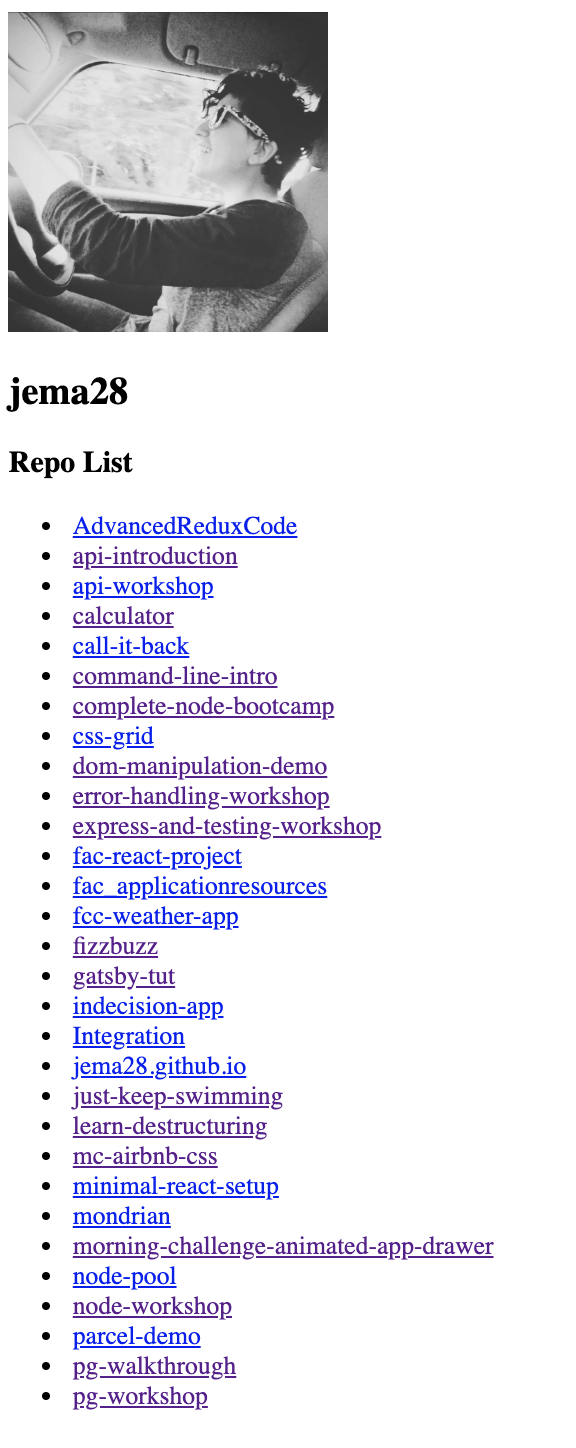 jema28
Repo List
AdvancedReduxCode
api-introduction
api-workshop
calculator
call-it-back
command-line-intro
complete-node-bootcamp
css-grid
dom-manipulation-demo
error-handling-workshop
express-and-testing-workshop
fac-react-project
fac_applicationresources
fcc-weather-app
fizzbuzz
gatsby-tut
indecision-app
Integration
jema28.github.io
just-keep-swimming
learn-destructuring
mc-airbnb-css
minimal-react-setup
mondrian
morning-challenge-animated-app-drawer
node-pool
node-workshop
parcel-demo
pg-walkthrough
pg-workshop